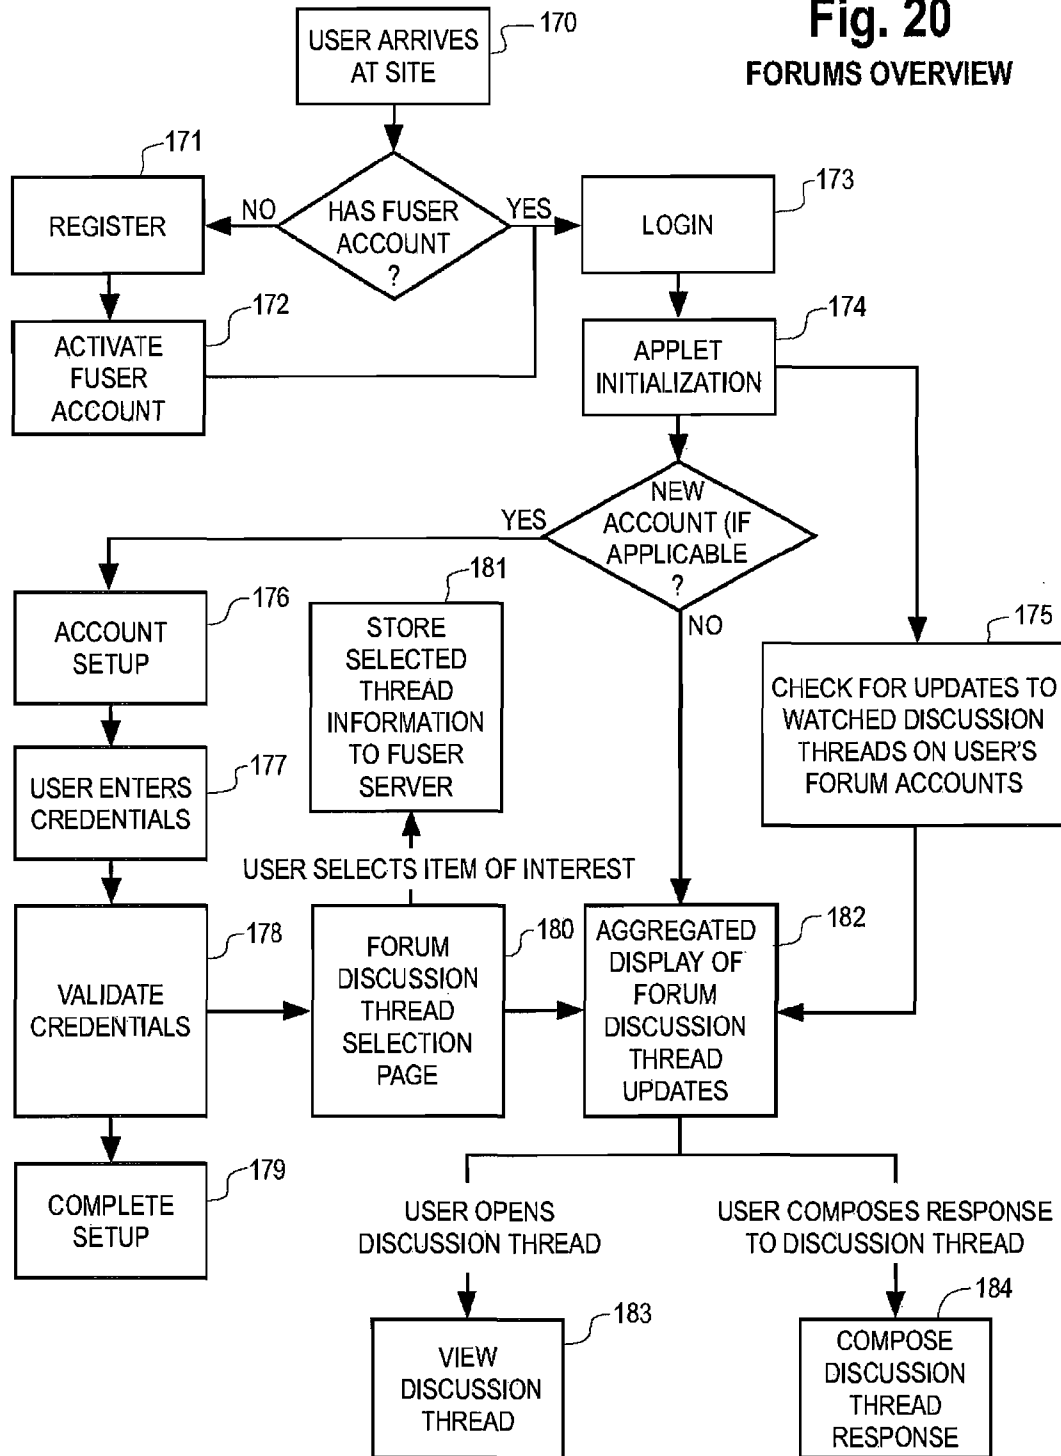 Fig. 20
FORUMS OVERVIEW
USER ARRIVES
AT SITE
170
171
REGISTER
NO
HAS FUSER
ACCOUNT
?
YES
173
LOGIN
172
ACTIVATE
FUSER
ACCOUNT
174
APPLET
INITIALIZATION
NEW
ACCOUNT (IF
APPLICABLE
?
YES
NO
176
ACCOUNT
SETUP
181
STORE
SELECTED
THREAD
INFORMATION
TO FUSER
SERVER
175
CHECK FOR UPDATES TO
WATCHED DISCUSSION
THREADS ON USER'S
FORUM ACCOUNTS
177
USER ENTERS
CREDENTIALS
USER SELECTS ITEM OF INTEREST
178
VALIDATE
CREDENTIALS
180
FORUM
DISCUSSION
THREAD
SELECTION
PAGE
182
AGGREGATED
DISPLAY OF
FORUM
DISCUSSION
THREAD
UPDATES
179
COMPLETE
SETUP
USER OPENS
DISCUSSION THREAD
USER COMPOSES RESPONSE
TO DISCUSSION THREAD
183
VIEW
DISCUSSION
THREAD
184
COMPOSE
DISCUSSION
THREAD
RESPONSE